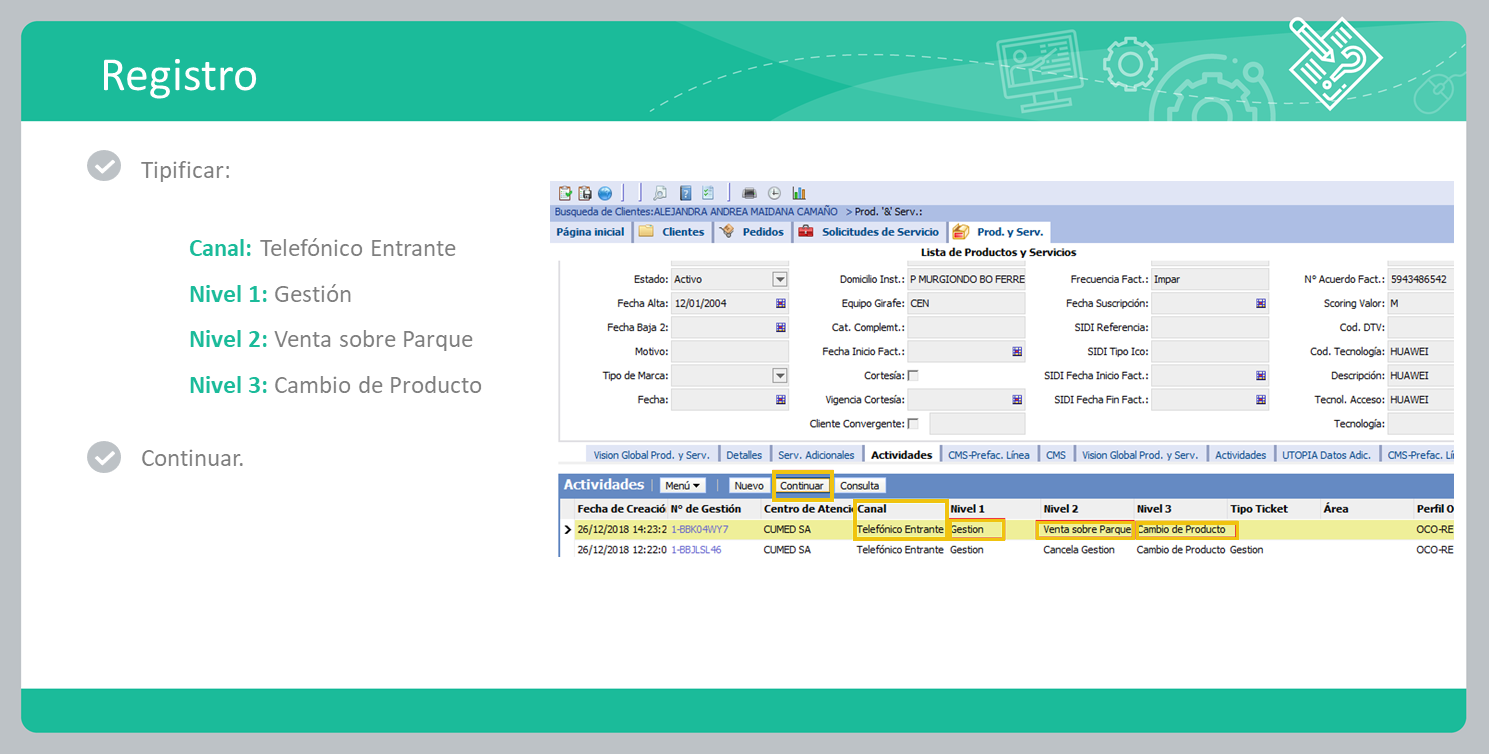 Registro
Tipificar:
Canal: Telefónico Entrante
Nivel 1: Gestión
Nivel 2: Venta sobre Parque
Nivel 3: Cambio de Producto
Continuar.
Busqueda de Clientes:ALEJANDRA ANDREA MAIDANA CAMAÑO > Prod. '&' Serv.:
Página inicial Clientes Pedidos Solicitudes de Servicio Prod. y Serv.
Lista de Productos y Servicios
Estado: Activo Domicilio Inst.: P MURGIONDO BO FERRE Frecuencia Fact.: Impar Nº Acuerdo Fact.: 5943486542
Fecha Alta: 12/01/2004 Equipo Girafe: CEN Fecha Suscripción: Scoring Valor: M
Fecha Baja 2: Cat. Complemt.: SIDI Referencia: Cod. DTV:
Motivo: Fecha Inicio Fact.: SIDI Tipo Ico: Cod. Tecnología: HUAWEI
Tipo de Marca: Cortesía: SIDI Fecha Inicio Fact.: Descripción: HUAWEI
Fecha: Vigencia Cortesía: SIDI Fecha Fin Fact.: Tecnol. Acceso: HUAWEI
Cliente Convergente: Tecnología:
Vision Global Prod. y Serv. Detalles Serv. Adicionales Actividades CMS-Prefac. Línea CMS Vision Global Prod. y Serv. Actividades UTOPIA Datos Adic. CMS-Prefac. Lí
Actividades Menú Nuevo Continuar Consulta
Fecha de Creació Nº de Gestión Centro de Atenció Canal Nivel 1 Nivel 2 Nivel 3 Tipo Ticket Área Perfil O
26/12/2018 14:23:2 1-BBK04WY7 CUMED SA Telefónico Entrante Gestion Venta sobre Parque Cambio de Producto OCO-RE
26/12/2018 12:22:0 1-BBJLSL46 CUMED SA Telefónico Entrante Gestion Cancela Gestion Cambio de Producto Gestion OCO-RE